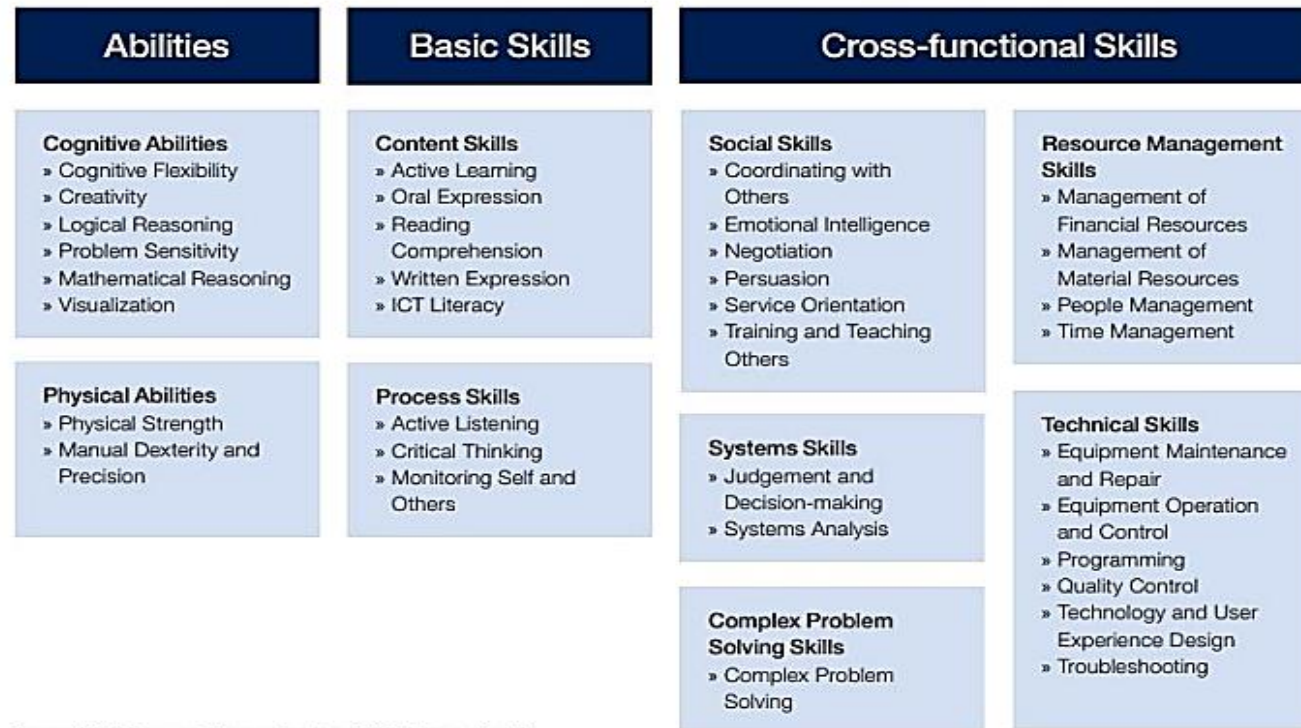 Abilities
Basic Skills
Cross-functional Skills
Cognitive Abilities
» Cognitive Flexibility
» Creativity
» Logical Reasoning
» Problem Sensitivity
» Mathematical Reasoning
» Visualization
Physical Abilities
» Physical Strength
» Manual Dexterity and
Precision
Content Skills
» Active Learning
» Oral Expression
» Reading
Comprehension
» Written Expression
» ICT Literacy
Process Skills
» Active Listening
» Critical Thinking
» Monitoring Self and
Others
Social Skills
» Coordinating with
Others
» Emotional Intelligence
» Negotiation
» Persuasion
» Service Orientation
» Training and Teaching
Others
Systems Skills
» Judgement and
Decision-making
» Systems Analysis
Complex Problem
Solving Skills
» Complex Problem
Solving
Resource Management
Skills
» Management of
Financial Resources
» Management of
Material Resources
» People Management
» Time Management
Technical Skills
» Equipment Maintenance
and Repair
» Equipment Operation
and Control
» Programming
» Quality Control
» Technology and User
Experience Design
» Troubleshooting